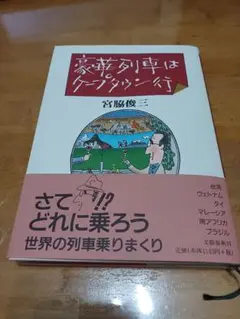 豪華列車は
ケープタウン行
宮脇俊三
さて!?
どれに乗ろう
世界の列車乗りまくり
台湾
ヴェトナム
タイ
マレーシア
南アフリカ
ブラジル
文藝春秋刊